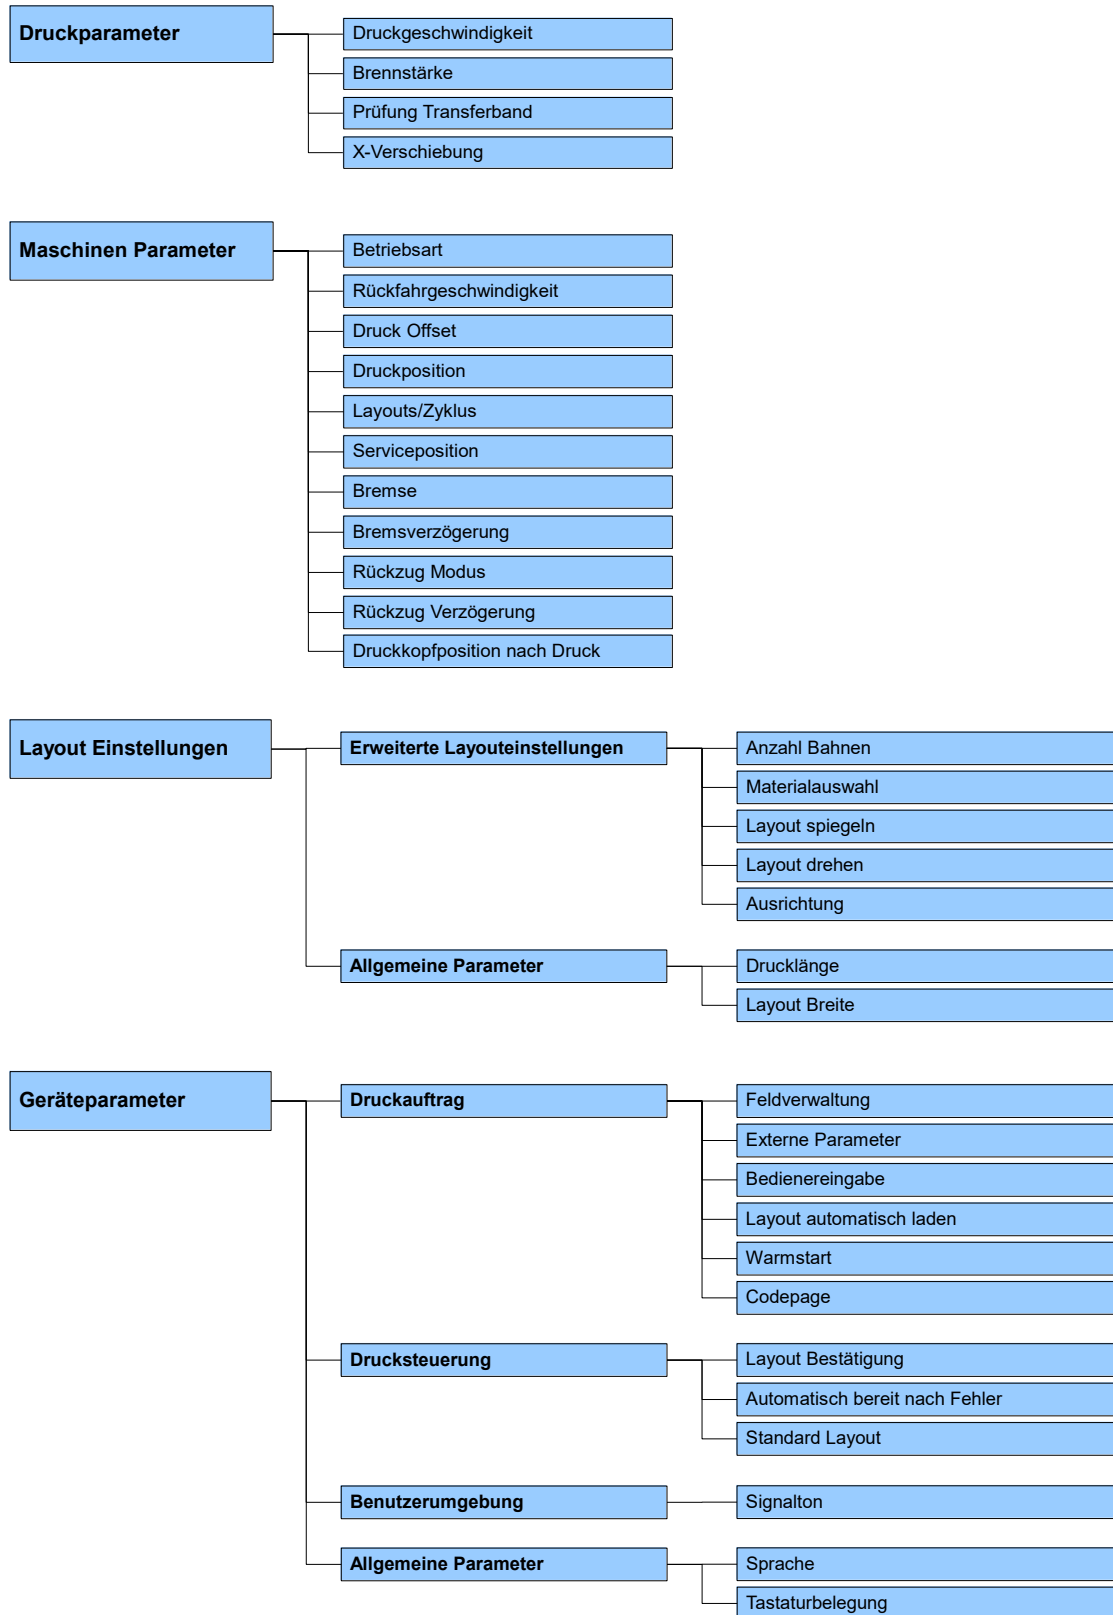 Druckparameter
Druckgeschwindigkeit
Brennstärke
Prüfung Transferband
X-Verschiebung
Maschinen Parameter
Betriebsart
Rückfahrgeschwindigkeit
Druck Offset
Druckposition
Layouts/Zyklus
Serviceposition
Bremse
Bremsverzögerung
Rückzug Modus
Rückzug Verzögerung
Druckkopfposition nach Druck
Layout Einstellungen
Erweiterte Layouteinstellungen
Anzahl Bahnen
Materialauswahl
Layout spiegeln
Layout drehen
Ausrichtung
Allgemeine Parameter
Drucklänge
Layout Breite
Geräteparameter
Druckauftrag
Feldverwaltung
Externe Parameter
Bedienereingabe
Layout automatisch laden
Warmstart
Codepage
Drucksteuerung
Layout Bestätigung
Automatisch bereit nach Fehler
Standard Layout
Benutzerumgebung
Signalton
Allgemeine Parameter
Sprache
Tastaturbelegung